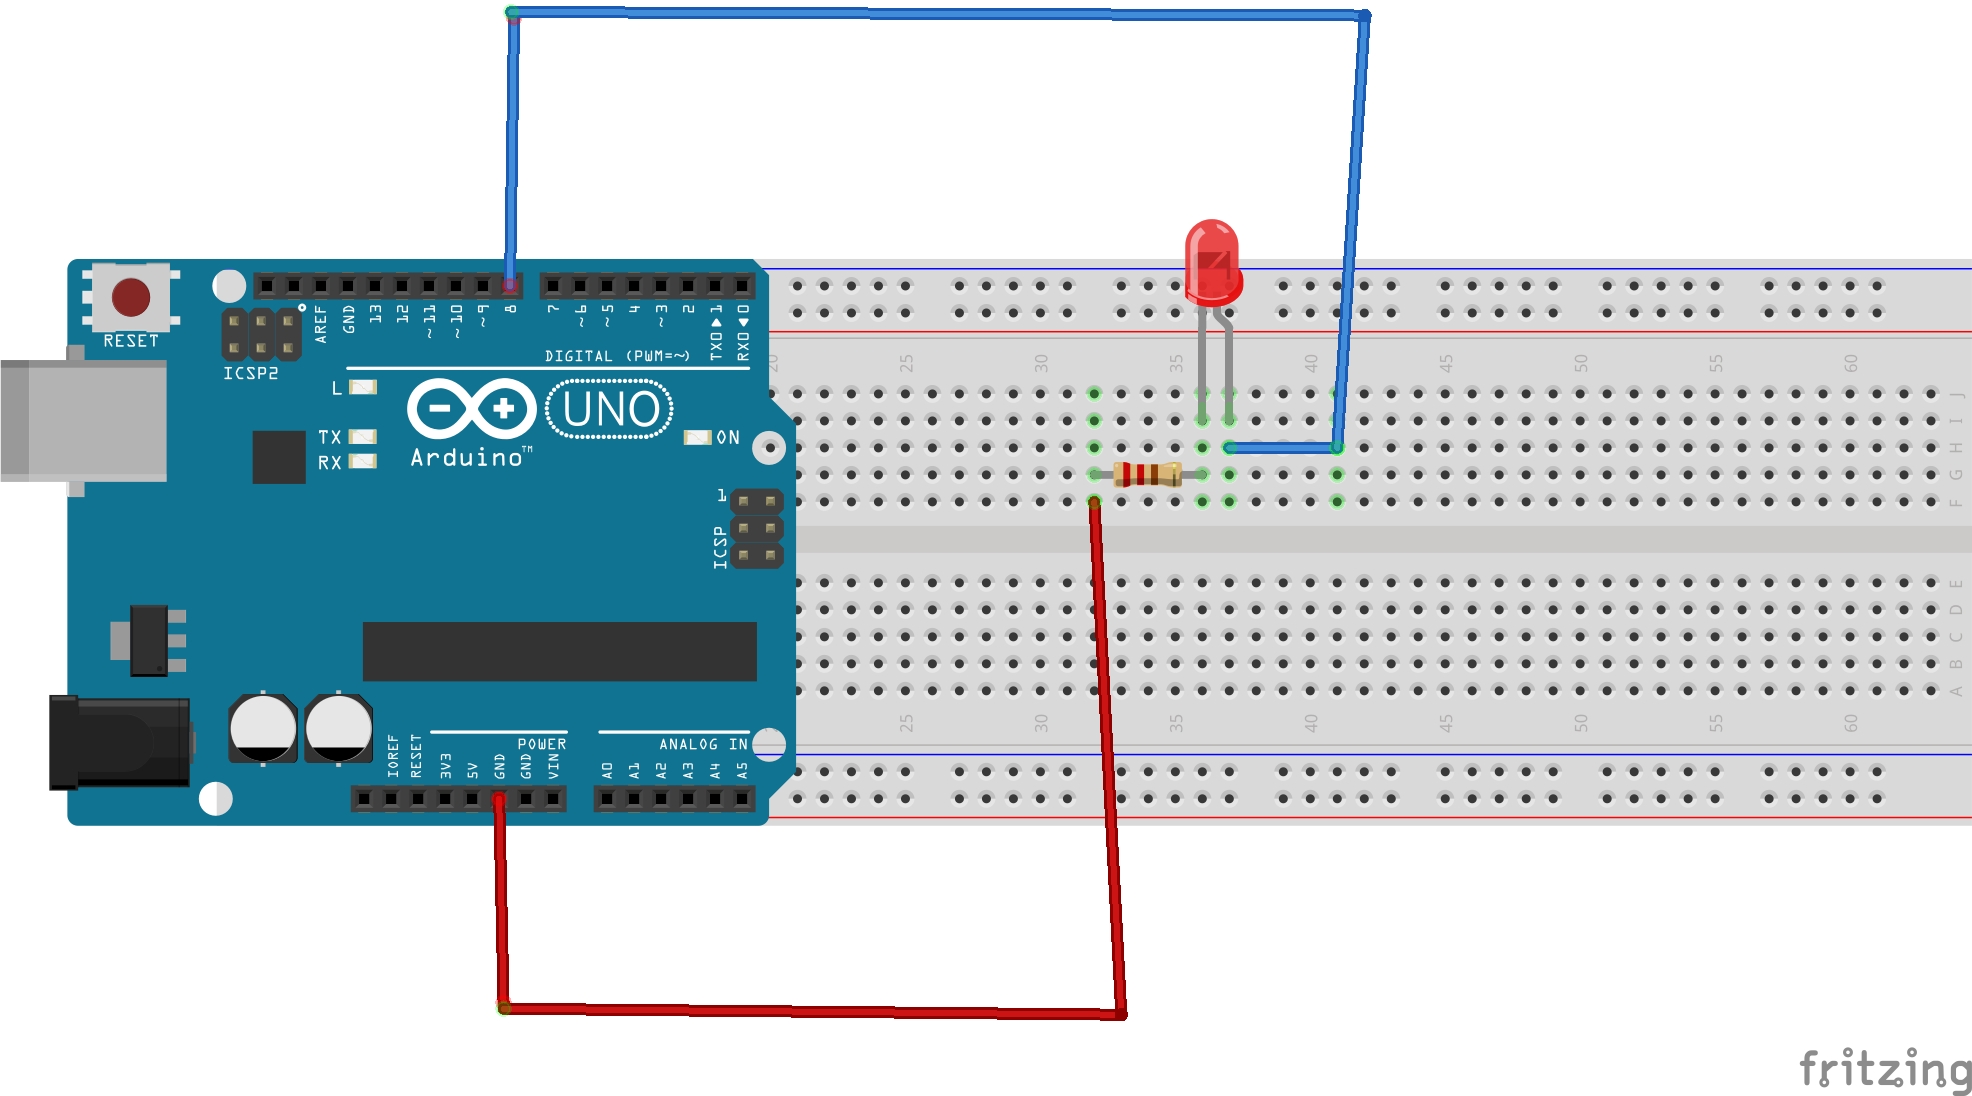 RESET
ICSP2
AREF
GND
13
12
~11
~10
~9
8
7
~6
~5
4
~3
2
TX0▶1
RX0◀0
DIGITAL (PWM=~)
L
TX
RX
UNO
Arduino™
ON
1
ICSP
IOREF
RESET
3V3
5V
GND
GND
VIN
POWER
ANALOG IN
A0
A1
A2
A3
A4
A5
20
25
30
35
40
45
50
55
60
J
I
H
G
F
E
D
C
B
A
25
30
35
40
45
50
55
60
fritzing